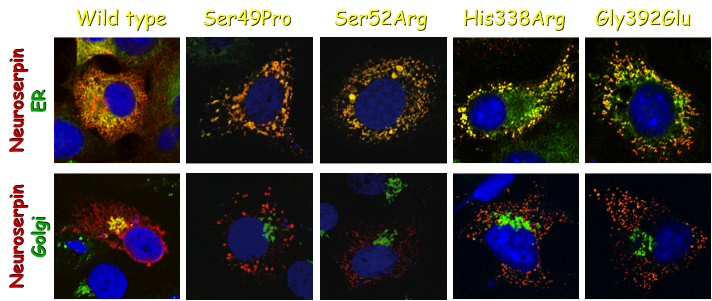 Wild type Ser49Pro Ser52Arg His338Arg Gly392Glu
Neuroserpin
ER
Neuroserpin
Golgi